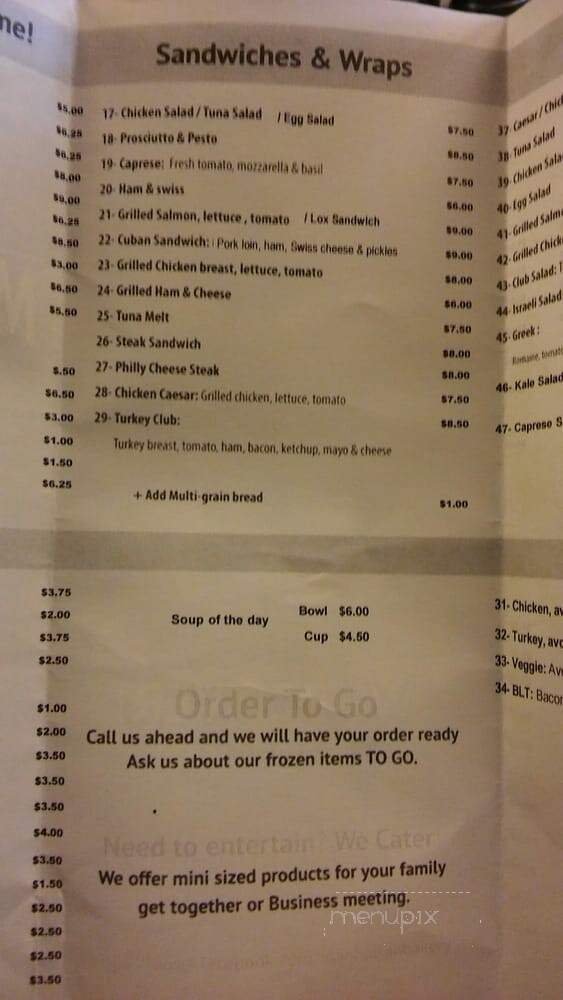 me!
$5.00
$6.25
$6.25
$8.00
$9.00
$6.25
$8.50
$3.00
$6.50
$5.50
$.50
$6.50
$3.00
$1.00
$1.50
$6.25
$3.75
$2.00
$3.75
$2.50
$1.00
$2.00
$3.50
$3.50
$3.50
$4.00
$3.50
$1.50
$2.50
$2.50
$2.50
$3.50
Sandwiches & Wraps
17- Chicken Salad / Tuna Salad / Egg Salad $7.50
18- Prosciutto & Pesto $8.50
19- Caprese: Fresh tomato, mozzarella & basil $7.50
20- Ham & swiss $6.00
21- Grilled Salmon, lettuce , tomato / Lox Sandwich $9.00
22- Cuban Sandwich: Pork loin, ham, Swiss cheese & pickles $9.00
23- Grilled Chicken breast, lettuce, tomato $8.00
24- Grilled Ham & Cheese $6.00
25- Tuna Melt $7.50
26- Steak Sandwich $8.00
27- Philly Cheese Steak $8.00
28- Chicken Caesar: Grilled chicken, lettuce, tomato $7.50
29- Turkey Club: $8.50
Turkey breast, tomato, ham, bacon, ketchup, mayo & cheese
+ Add Multi-grain bread $1.00
Soup of the day
Bowl $6.00
Cup $4.50
Order To Go
Call us ahead and we will have your order ready
Ask us about our frozen items TO GO.
Need to entertain? We Cater
We offer mini sized products for your family
get together or Business meeting.
menupix
37- Caesar / Chic
38- Tuna Salad
39- Chicken Sala
40- Egg Salad
41- Grilled Salm
42- Grilled Chick
43- Club Salad: T
44- Israeli Salad
45- Greek :
Romaine, tomato
46- Kale Salad
47- Caprese S
31- Chicken, av
32- Turkey, avo
33- Veggie: Avo
34- BLT: Bacon